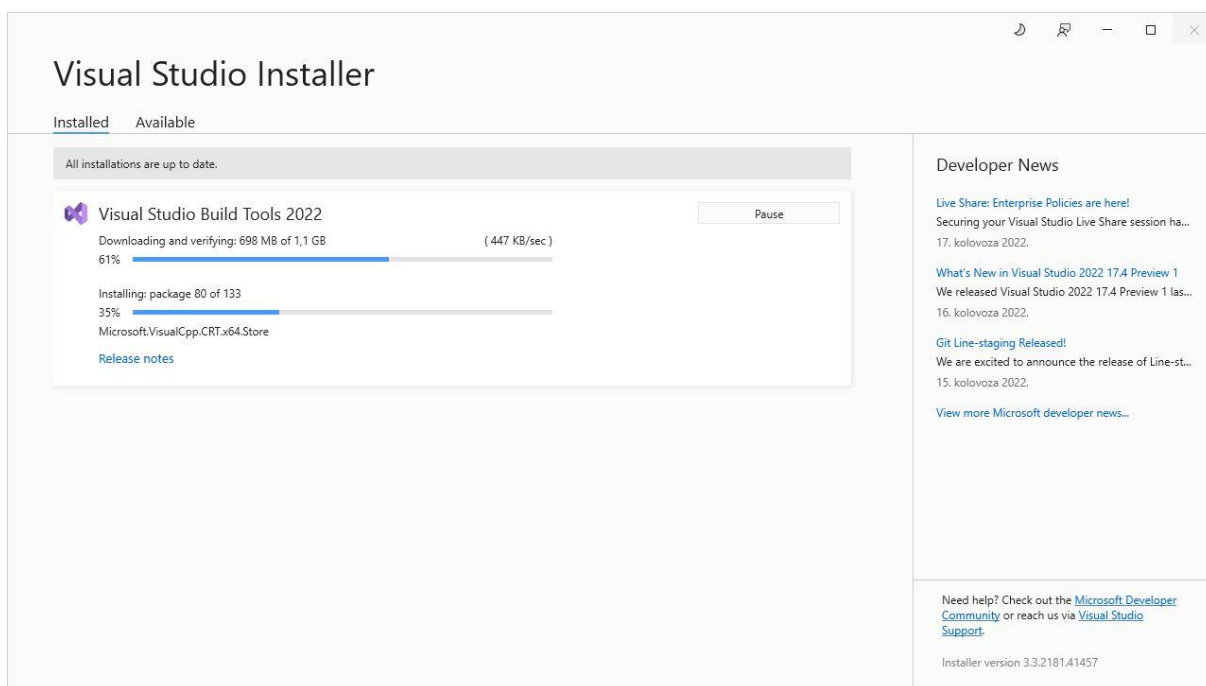 Visual Studio Installer
Installed Available
All installations are up to date.
Visual Studio Build Tools 2022
Pause
Downloading and verifying: 698 MB of 1,1 GB ( 447 KB/sec )
61%
Installing: package 80 of 133
35%
Microsoft.VisualCpp.CRT.x64.Store
Release notes
Developer News
Live Share: Enterprise Policies are here!
Securing your Visual Studio Live Share session ha...
17. kolovoza 2022.
What's New in Visual Studio 2022 17.4 Preview 1
We released Visual Studio 2022 17.4 Preview 1 las...
16. kolovoza 2022.
Git Line-staging Released!
We are excited to announce the release of Line-st...
15. kolovoza 2022.
View more Microsoft developer news...
Need help? Check out the Microsoft Developer
Community or reach us via Visual Studio
Support.
Installer version 3.3.2181.41457